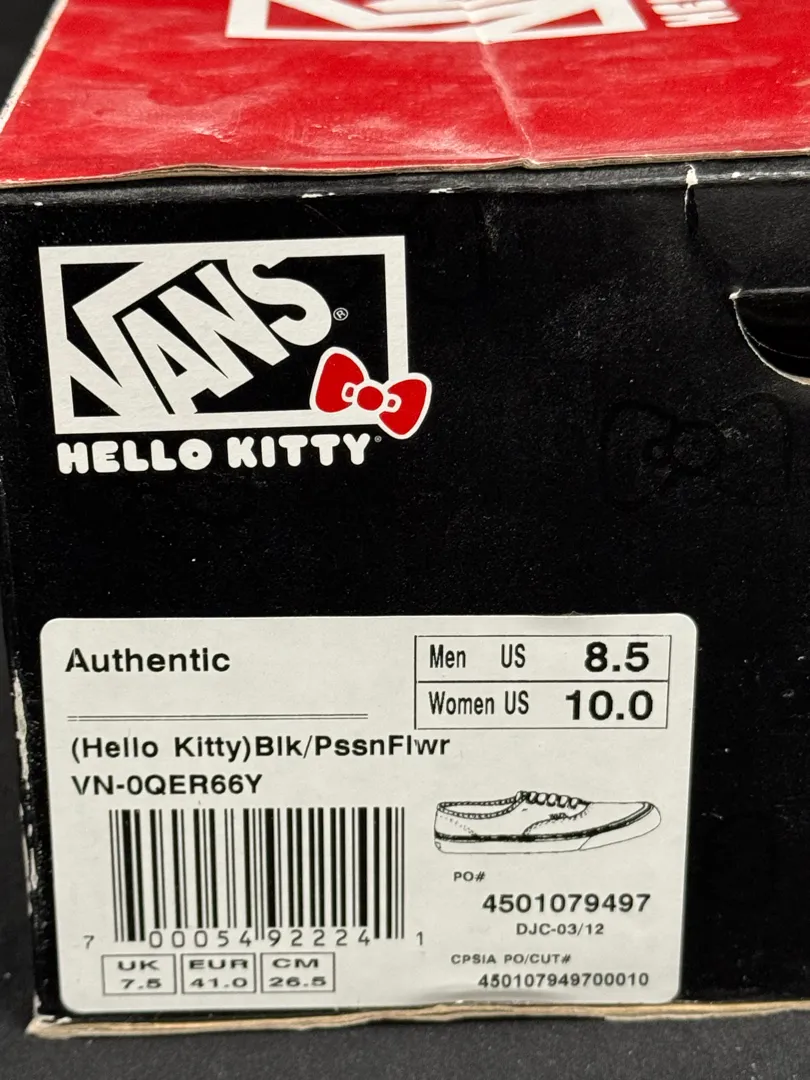 VANS®
HELLO KITTY
Authentic
Men US 8.5
Women US 10.0
(Hello Kitty)Blk/PssnFlwr
VN-0QER66Y
7 00054 92224 1
PO#
4501079497
DJC-03/12
CPSIA PO/CUT#
450107949700010
UK EUR CM
7.5 41.0 26.5